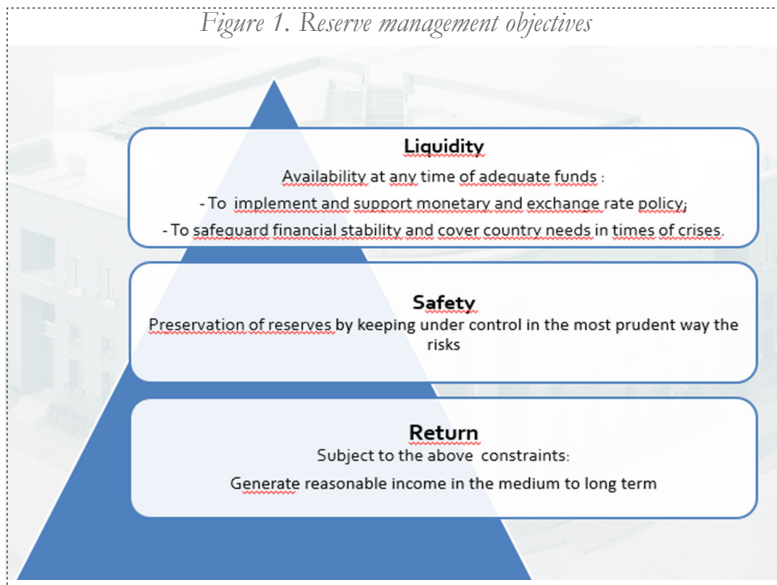 Figure 1. Reserve management objectives
Liquidity
Availability at any time of adequate funds :
- To implement and support monetary and exchange rate policy;
- To safeguard financial stability and cover country needs in times of crises.
Safety
Preservation of reserves by keeping under control in the most prudent way the
risks
Return
Subject to the above constraints:
Generate reasonable income in the medium to long term